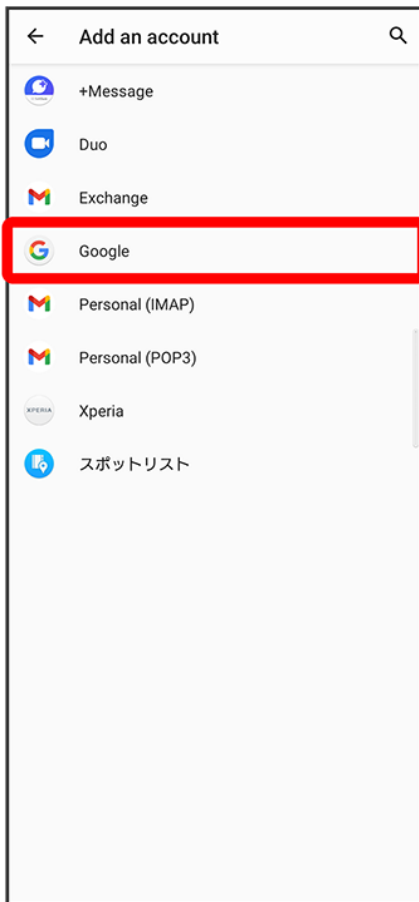 Add an account
+Message
Duo
Exchange
Google
Personal (IMAP)
Personal (POP3)
XPERIA
Xperia
スポットリスト